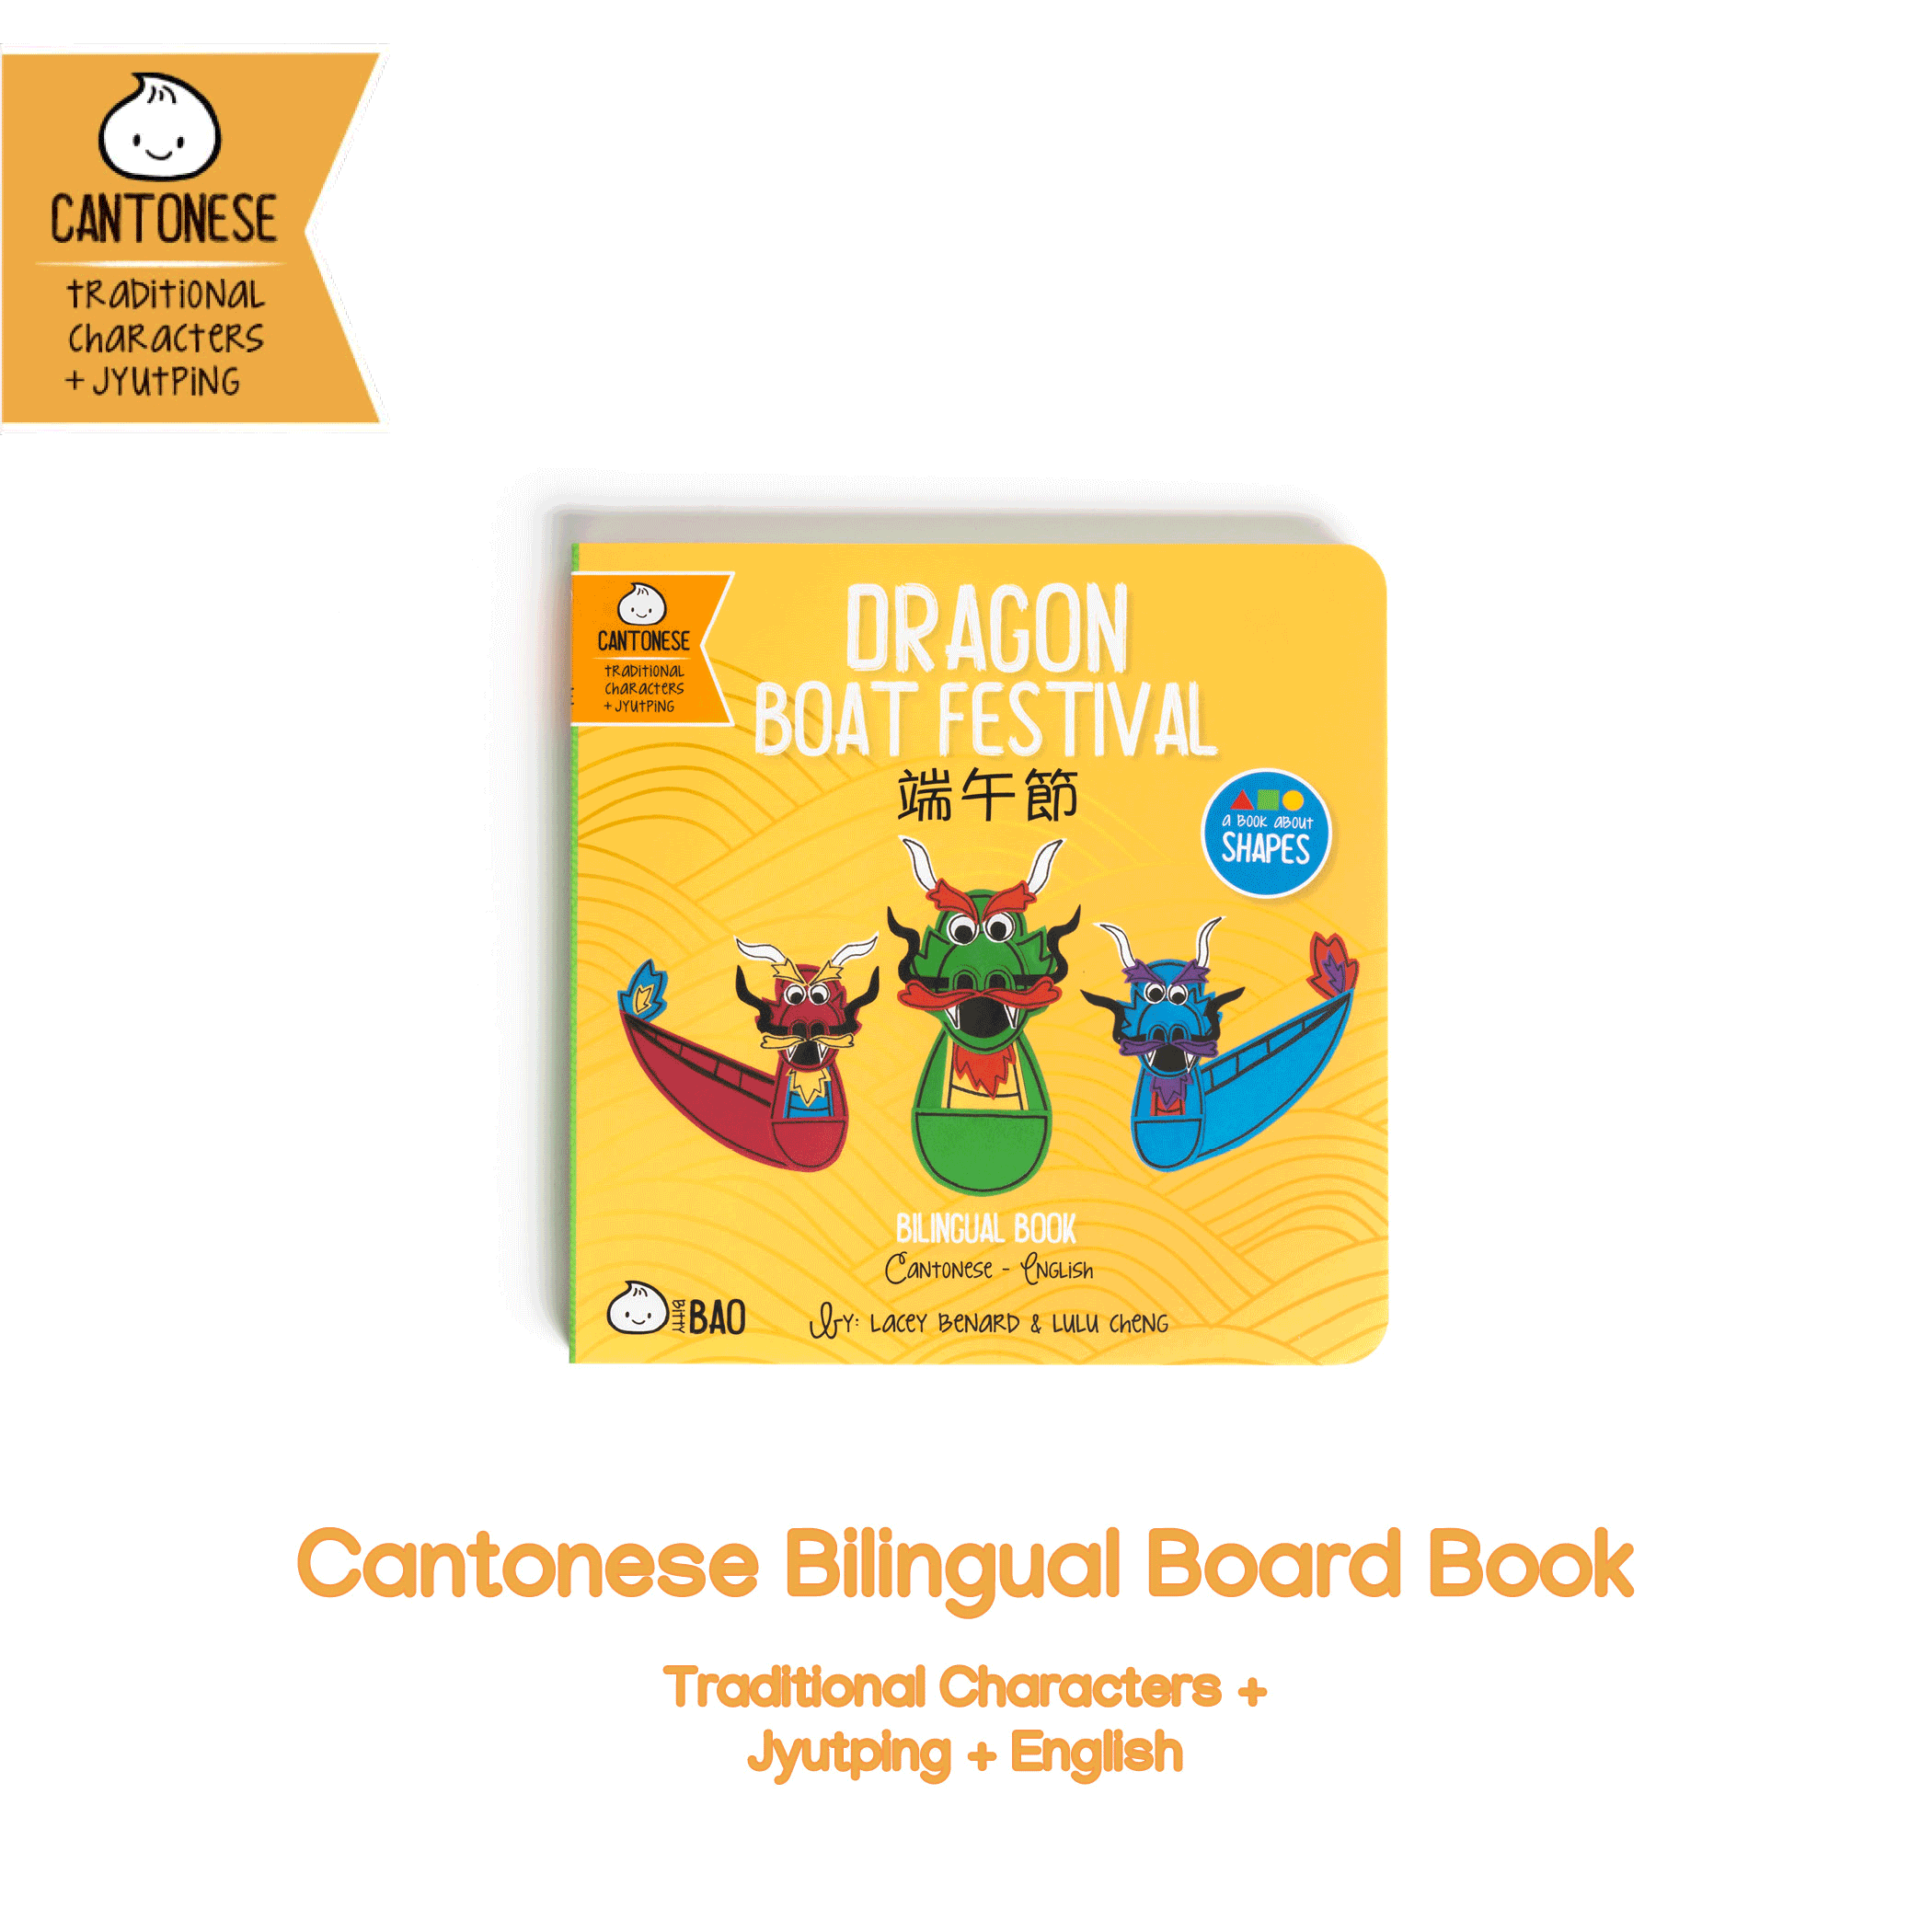 CANTONESE
TRADITIONAL
CHARACTERS
+ JYUTPING
CANTONESE
TRADITIONAL
CHARACTERS
+ JYUTPING
DRAGON
BOAT FESTIVAL
端午節
A BOOK ABOUT
SHAPES
BILINGUAL BOOK
CANTONESE - ENGLISH
BITTY BAO
BY: LACEY BENARD & LULU CHENG
Cantonese Bilingual Board Book
Traditional Characters +
Jyutping + English